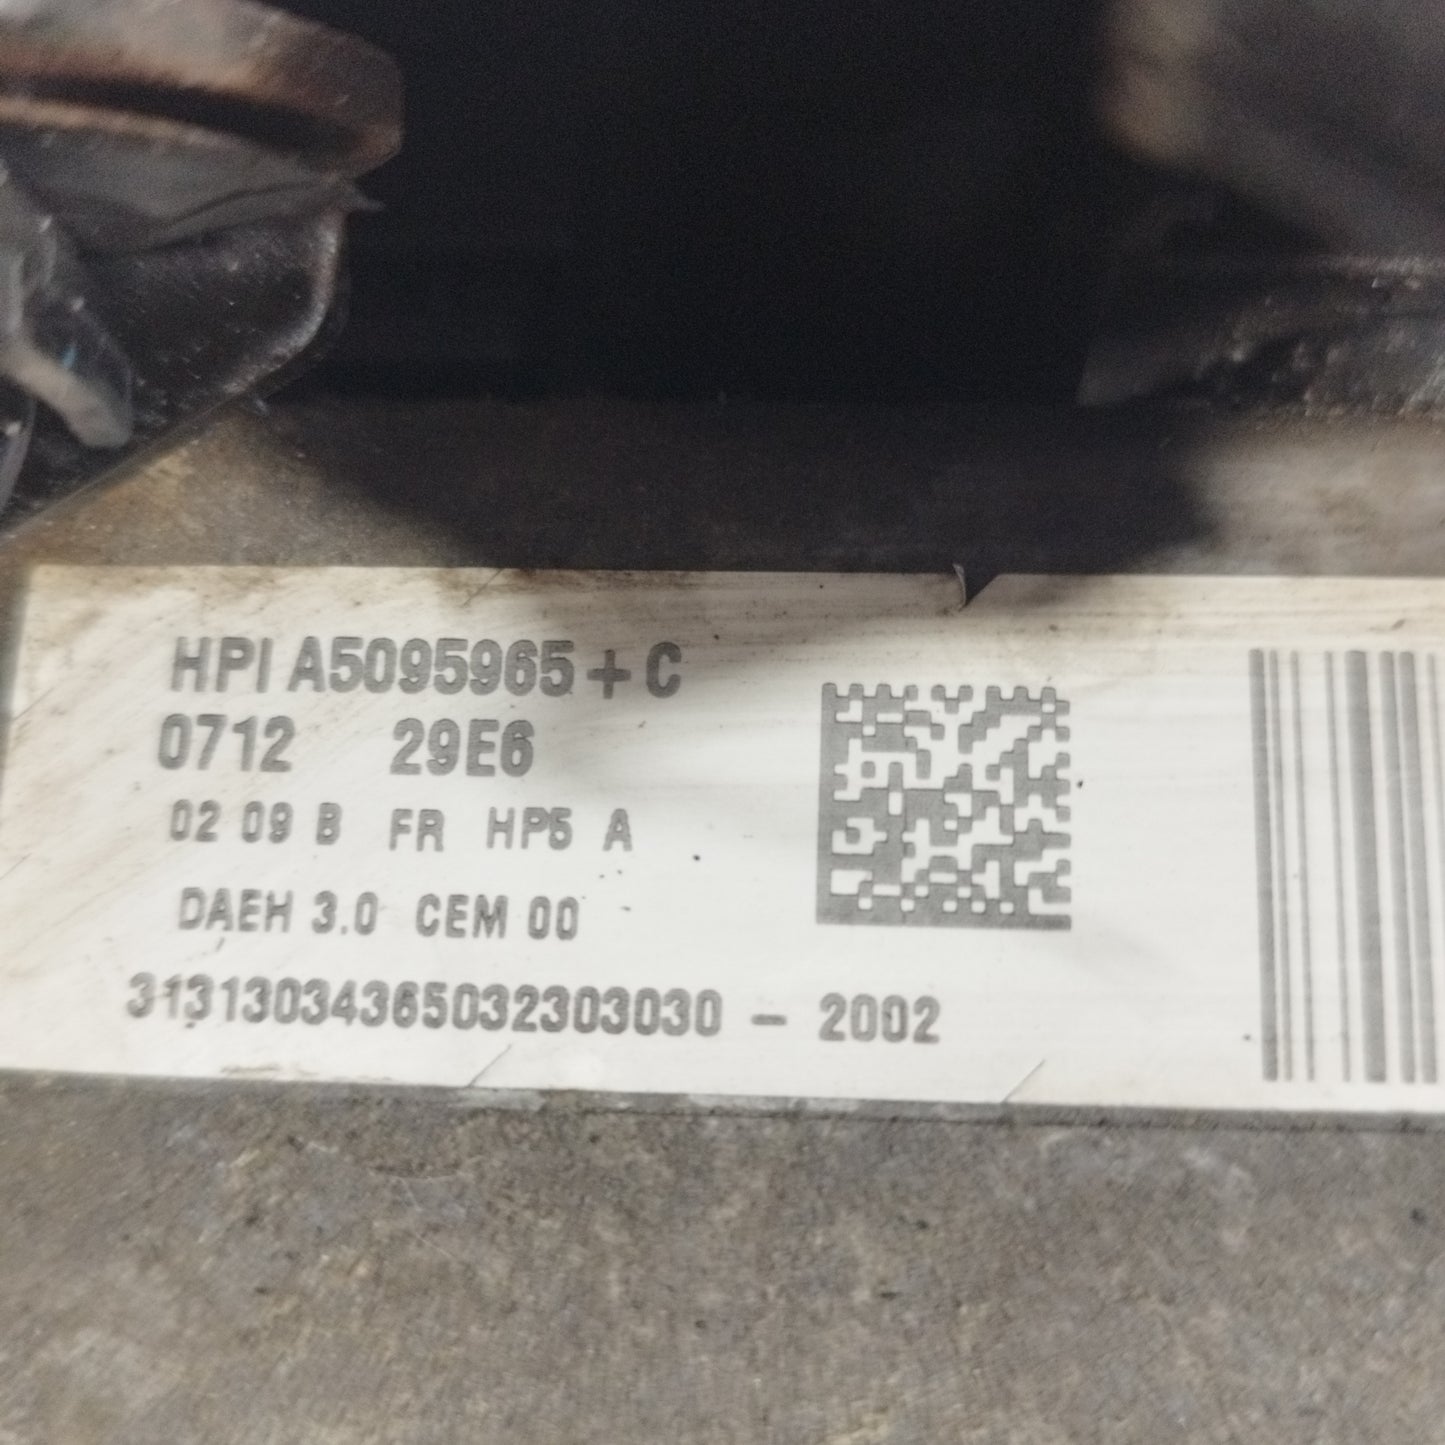 HPI A5095965+C
0712 29E6
02 09 B FR HP5 A
DAEH 3.0 CEM 00
31313034365032303030 - 2002